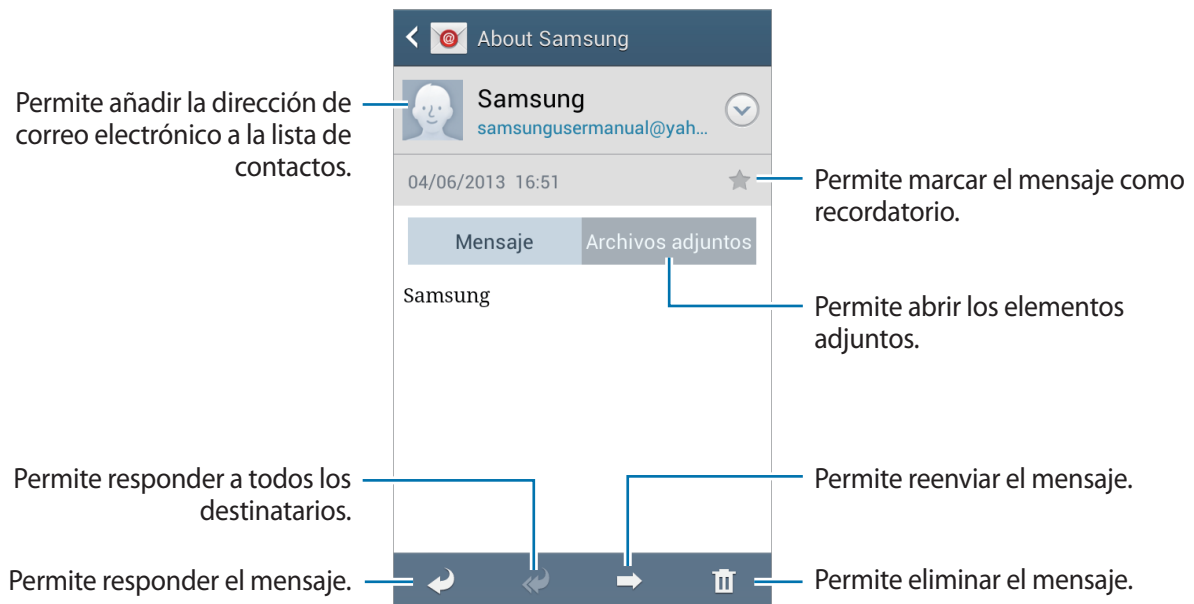 About Samsung
Permite añadir la dirección de
correo electrónico a la lista de
contactos.
Samsung
samsungusermanual@yah...
04/06/2013 16:51
Permite marcar el mensaje como
recordatorio.
Mensaje
Archivos adjuntos
Samsung
Permite abrir los elementos
adjuntos.
Permite responder a todos los
destinatarios.
Permite reenviar el mensaje.
Permite responder el mensaje.
Permite eliminar el mensaje.